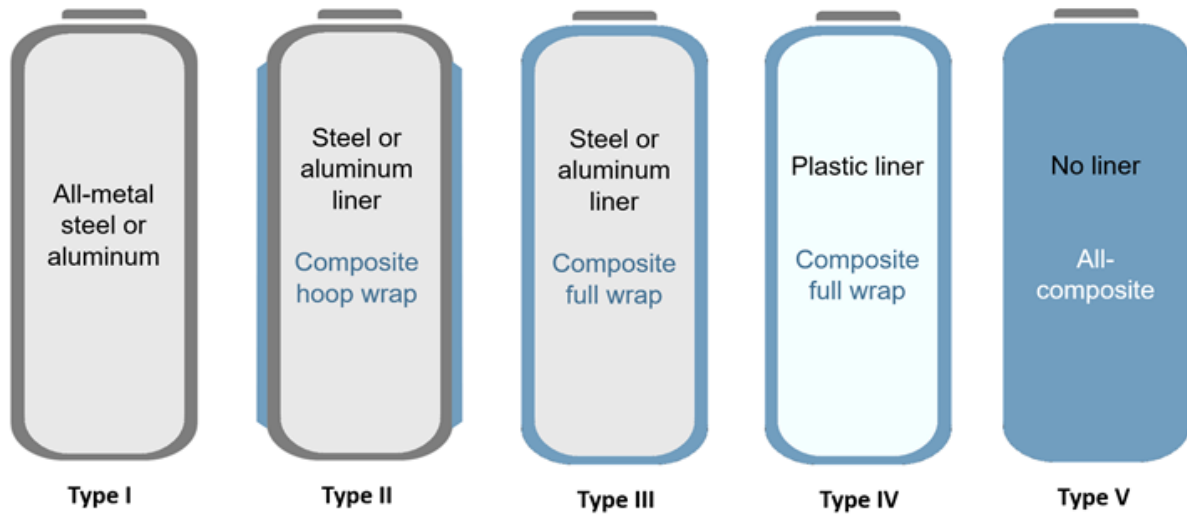 All-metal
steel or
aluminum
Type I
Steel or
aluminum
liner
Composite
hoop wrap
Type II
Steel or
aluminum
liner
Composite
full wrap
Type III
Plastic liner
Composite
full wrap
Type IV
No liner
All-
composite
Type V